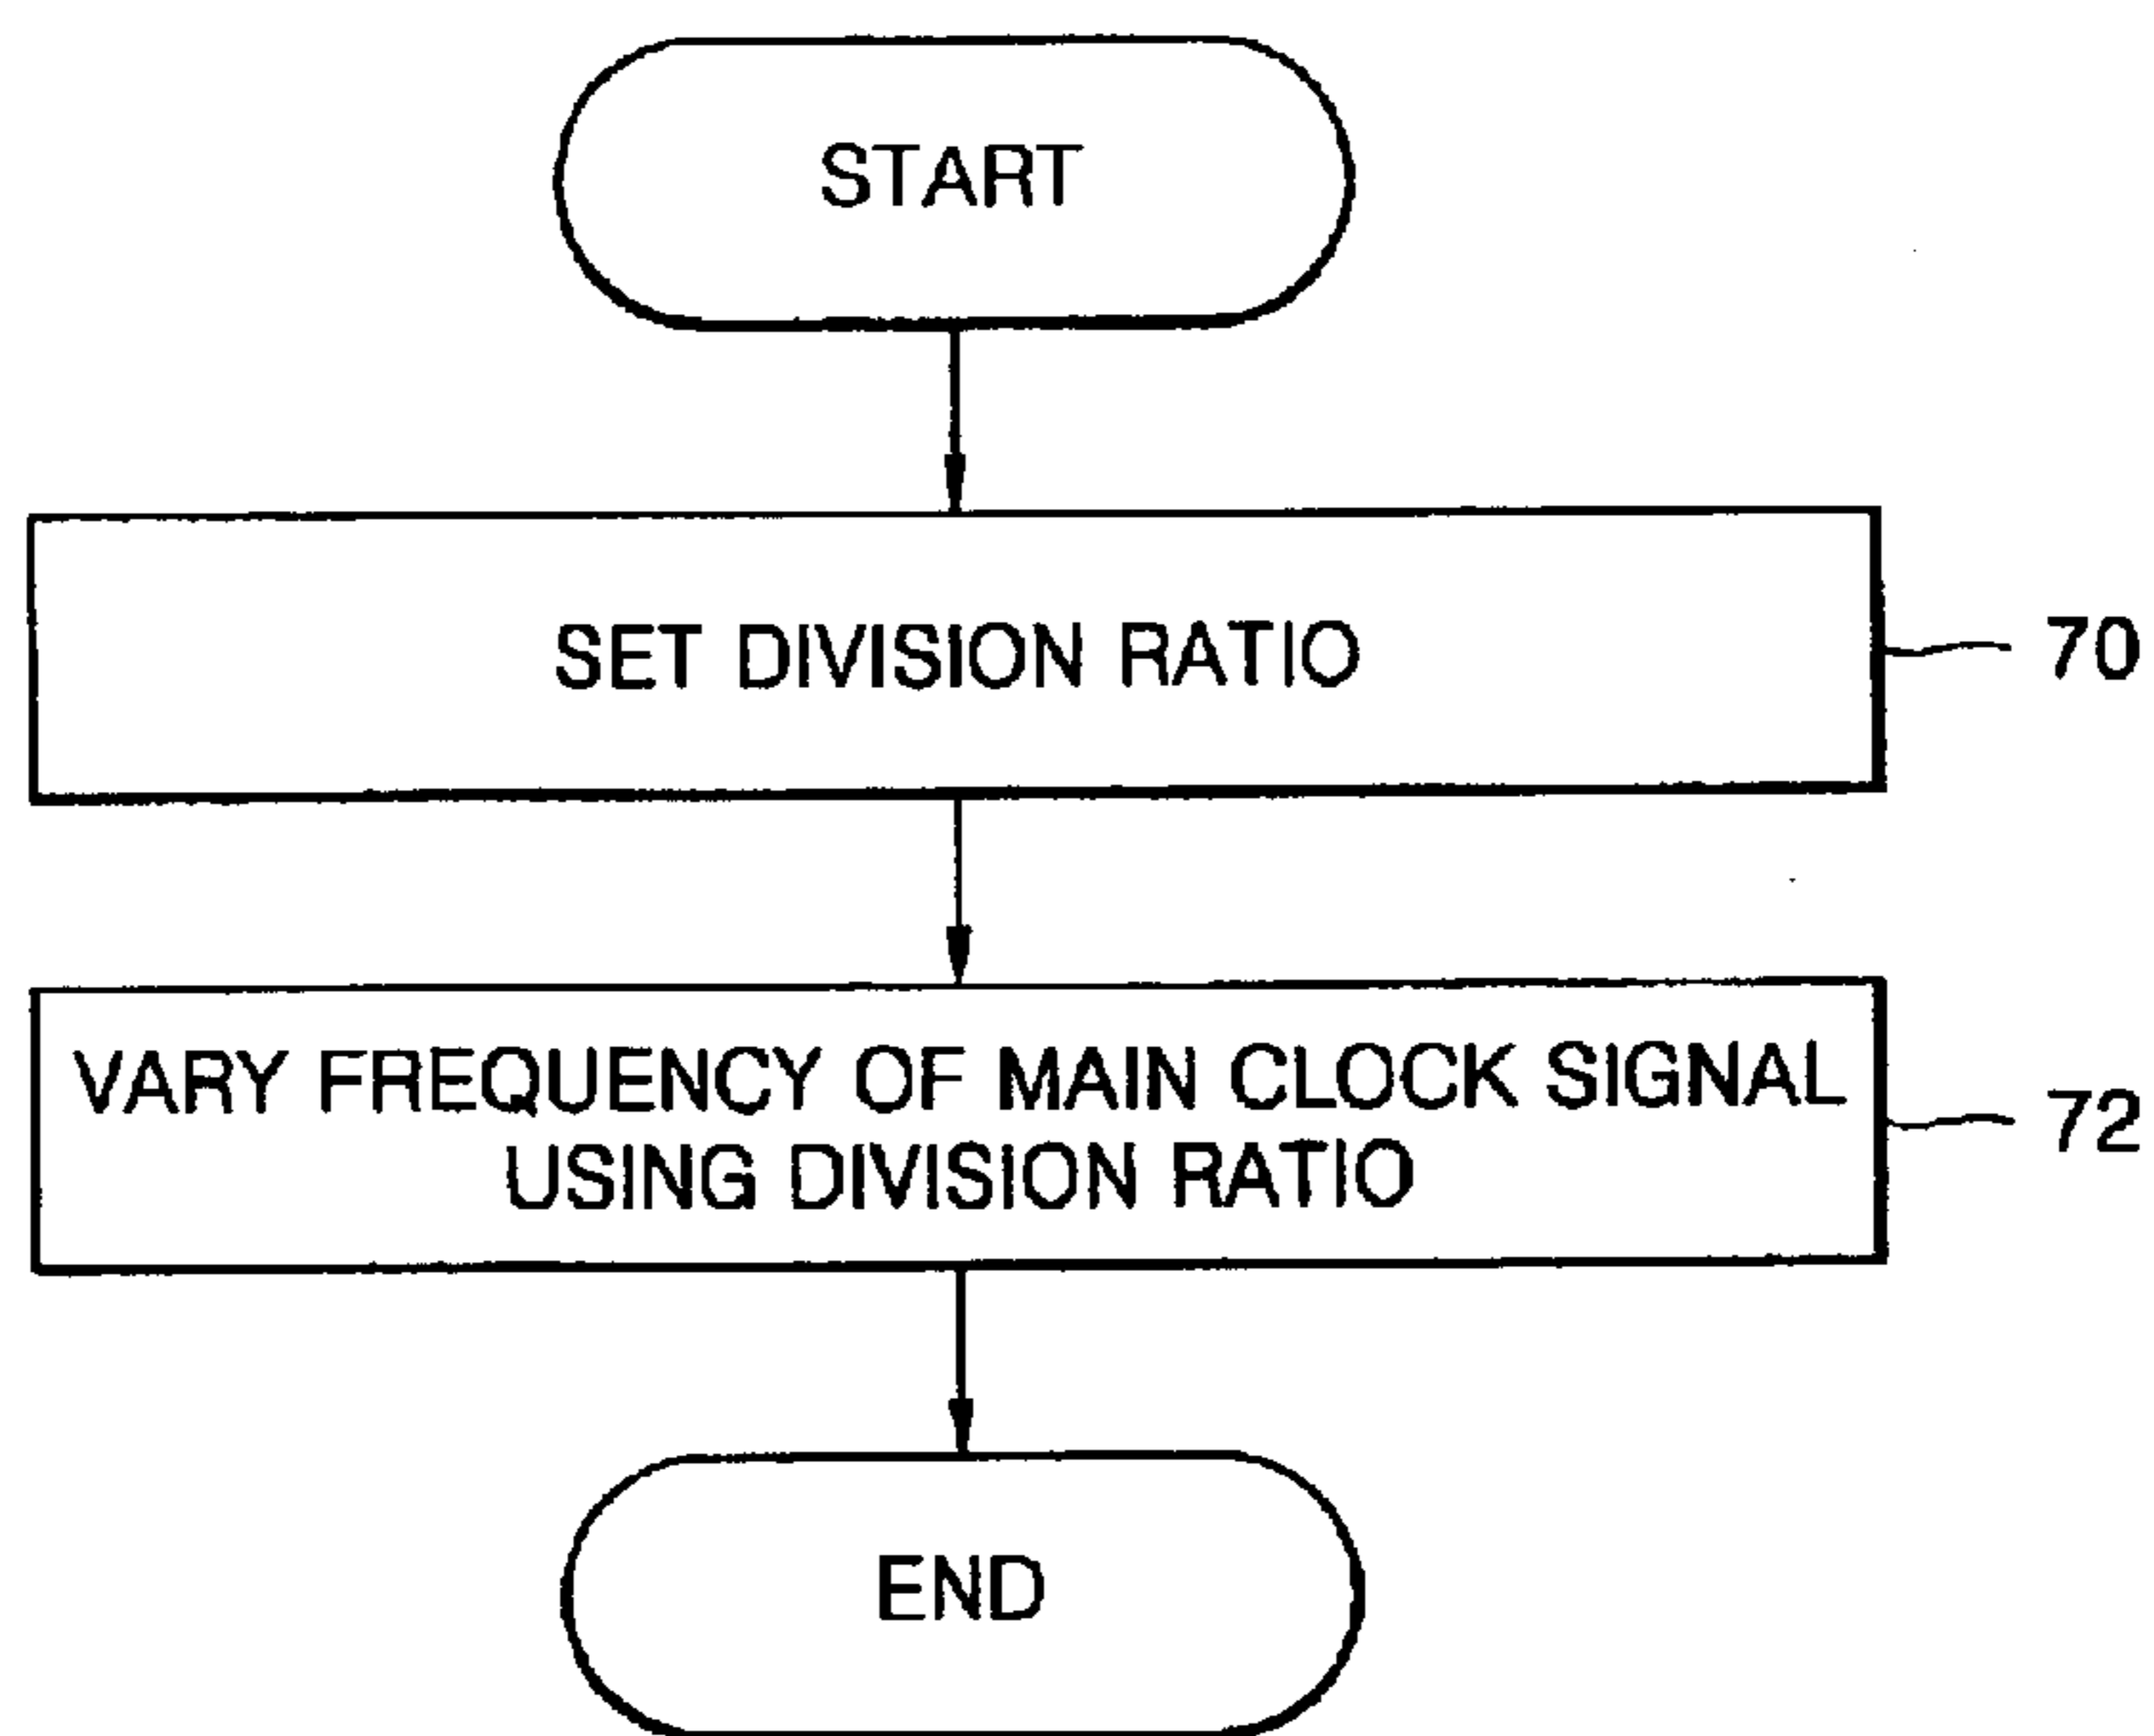 START
SET DIVISION RATIO
70
VARY FREQUENCY OF MAIN CLOCK SIGNAL
USING DIVISION RATIO
72
END